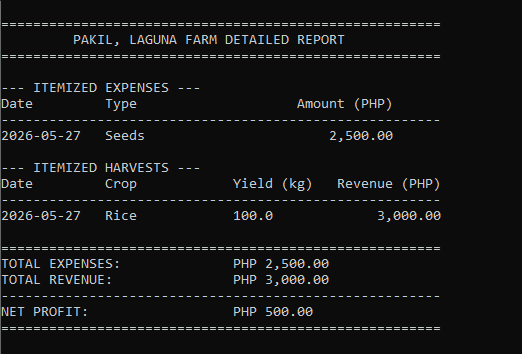 =======================================================
         PAKIL, LAGUNA FARM DETAILED REPORT
=======================================================
--- ITEMIZED EXPENSES ---
Date         Type                    Amount (PHP)
-------------------------------------------------------
2026-05-27   Seeds                       2,500.00
--- ITEMIZED HARVESTS ---
Date         Crop            Yield (kg)   Revenue (PHP)
-------------------------------------------------------
2026-05-27   Rice            100.0             3,000.00
=======================================================
TOTAL EXPENSES:              PHP 2,500.00
TOTAL REVENUE:               PHP 3,000.00
-------------------------------------------------------
NET PROFIT:                  PHP 500.00
=======================================================